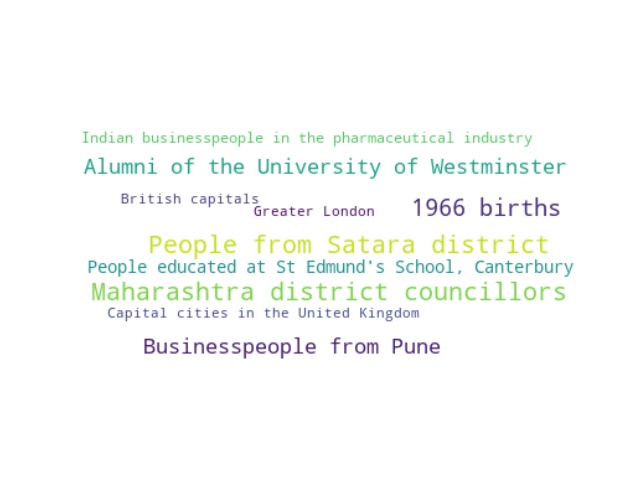 Indian businesspeople in the pharmaceutical industry
Alumni of the University of Westminster
British capitals
Greater London
1966 births
People from Satara district
People educated at St Edmund's School, Canterbury
Maharashtra district councillors
Capital cities in the United Kingdom
Businesspeople from Pune